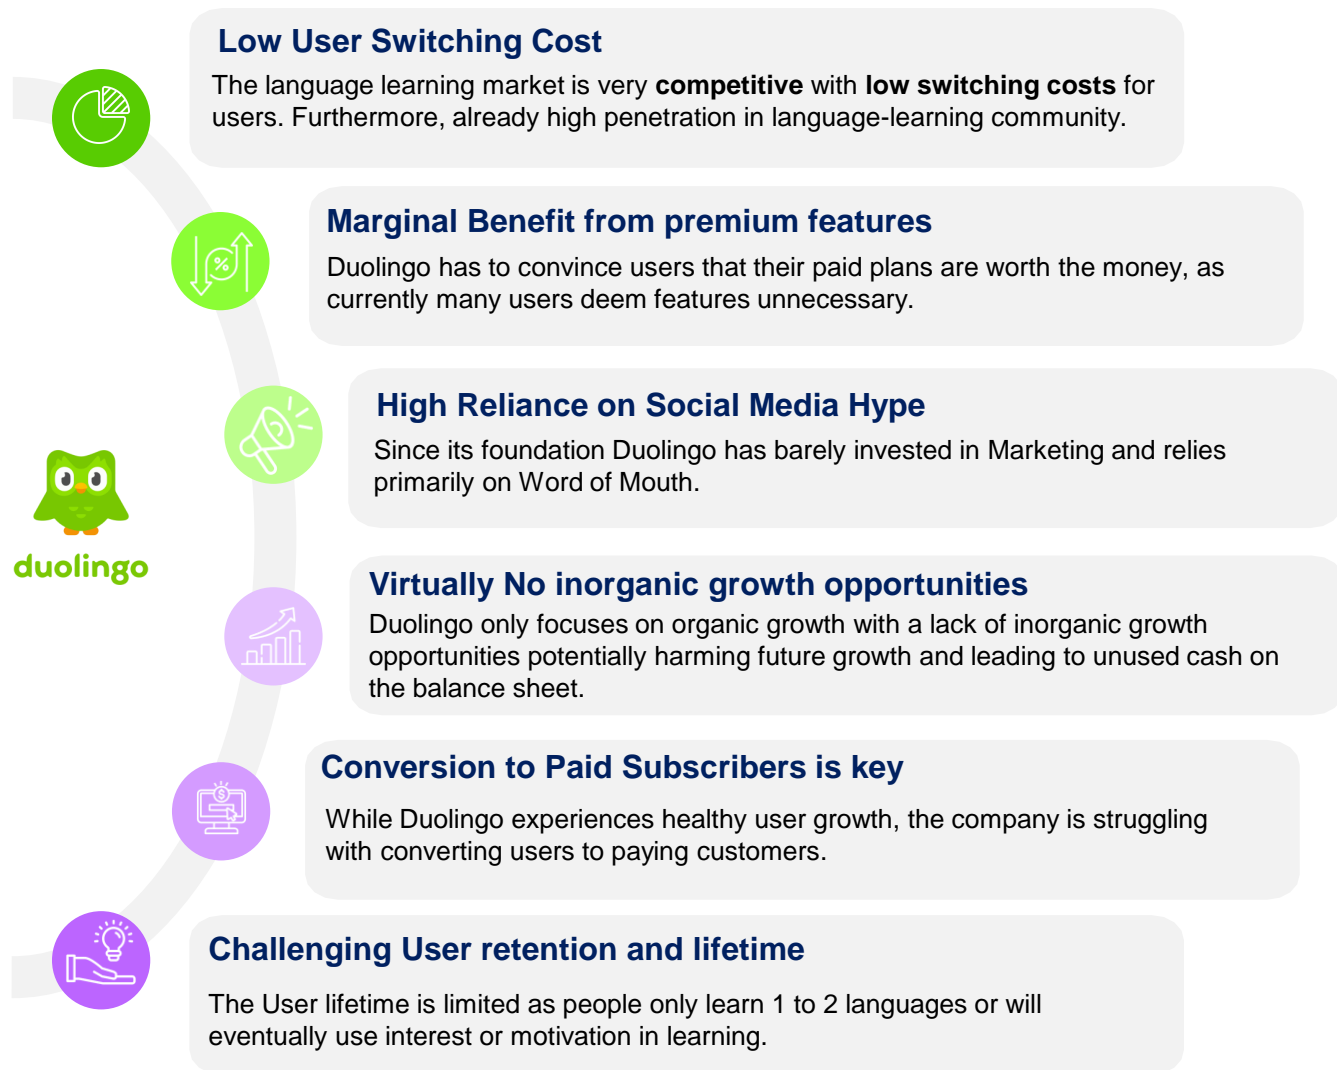 Low User Switching Cost
The language learning market is very competitive with low switching costs for
users. Furthermore, already high penetration in language-learning community.
%
Marginal Benefit from premium features
Duolingo has to convince users that their paid plans are worth the money, as
currently many users deem features unnecessary.
High Reliance on Social Media Hype
Since its foundation Duolingo has barely invested in Marketing and relies
primarily on Word of Mouth.
duolingo
Virtually No inorganic growth opportunities
Duolingo only focuses on organic growth with a lack of inorganic growth
opportunities potentially harming future growth and leading to unused cash on
the balance sheet.
$
Conversion to Paid Subscribers is key
While Duolingo experiences healthy user growth, the company is struggling
with converting users to paying customers.
Challenging User retention and lifetime
The User lifetime is limited as people only learn 1 to 2 languages or will
eventually use interest or motivation in learning.